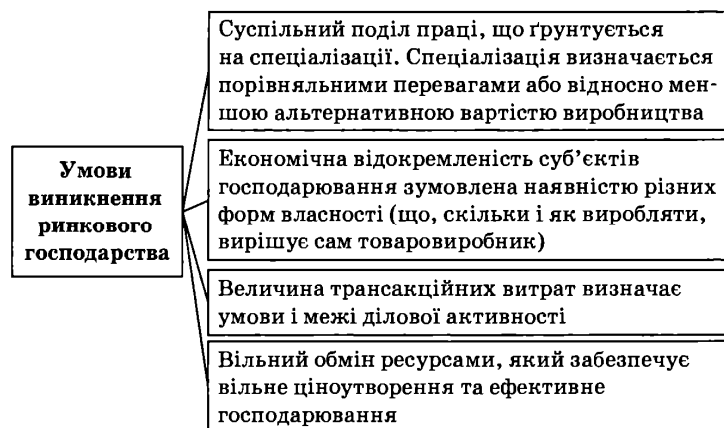 Умови
виникнення
ринкового
господарства
Суспільний поділ праці, що ґрунтується
на спеціалізації. Спеціалізація визначається
порівняльними перевагами або відносно мен-
шою альтернативною вартістю виробництва
Економічна відокремленість суб’єктів
господарювання зумовлена наявністю різних
форм власності (що, скільки і як виробляти,
вирішує сам товаровиробник)
Величина трансакційних витрат визначає
умови і межі ділової активності
Вільний обмін ресурсами, який забезпечує
вільне ціноутворення та ефективне
господарювання